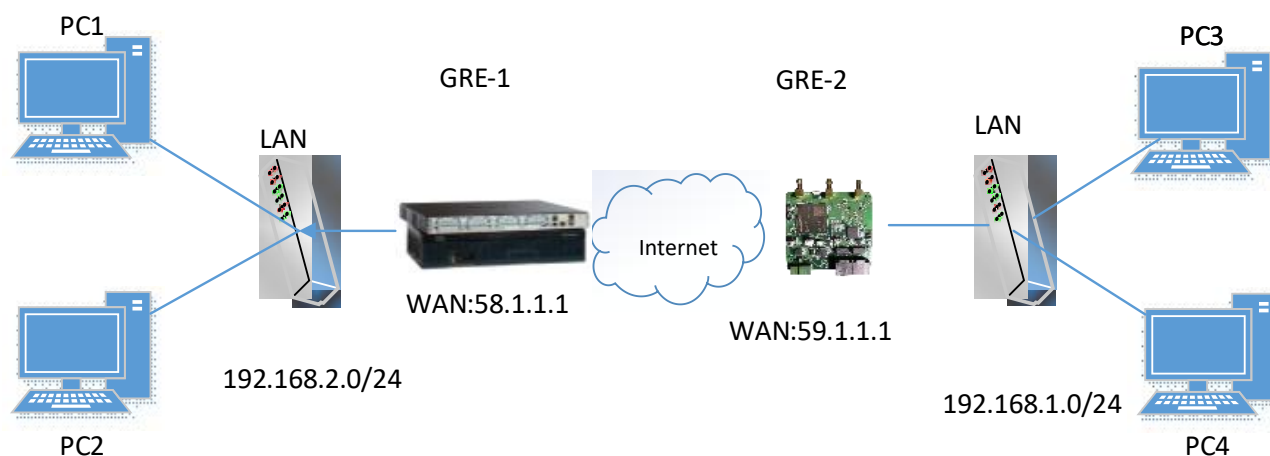 PC1
PC3
GRE-1
GRE-2
LAN
LAN
Internet
WAN:58.1.1.1
WAN:59.1.1.1
192.168.2.0/24
192.168.1.0/24
PC2
PC4